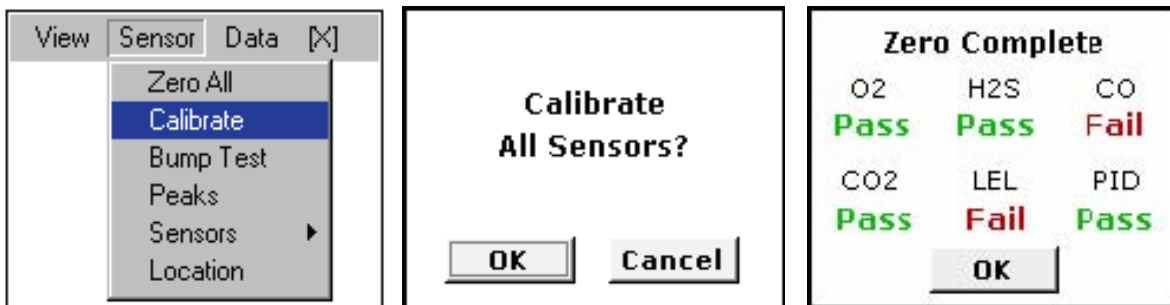 View Sensor Data [X]
Zero All
Calibrate
Bump Test
Peaks
Sensors
Location
Calibrate
All Sensors?
OK Cancel
Zero Complete
O2 H2S CO
Pass Pass Fail
CO2 LEL PID
Pass Fail Pass
OK